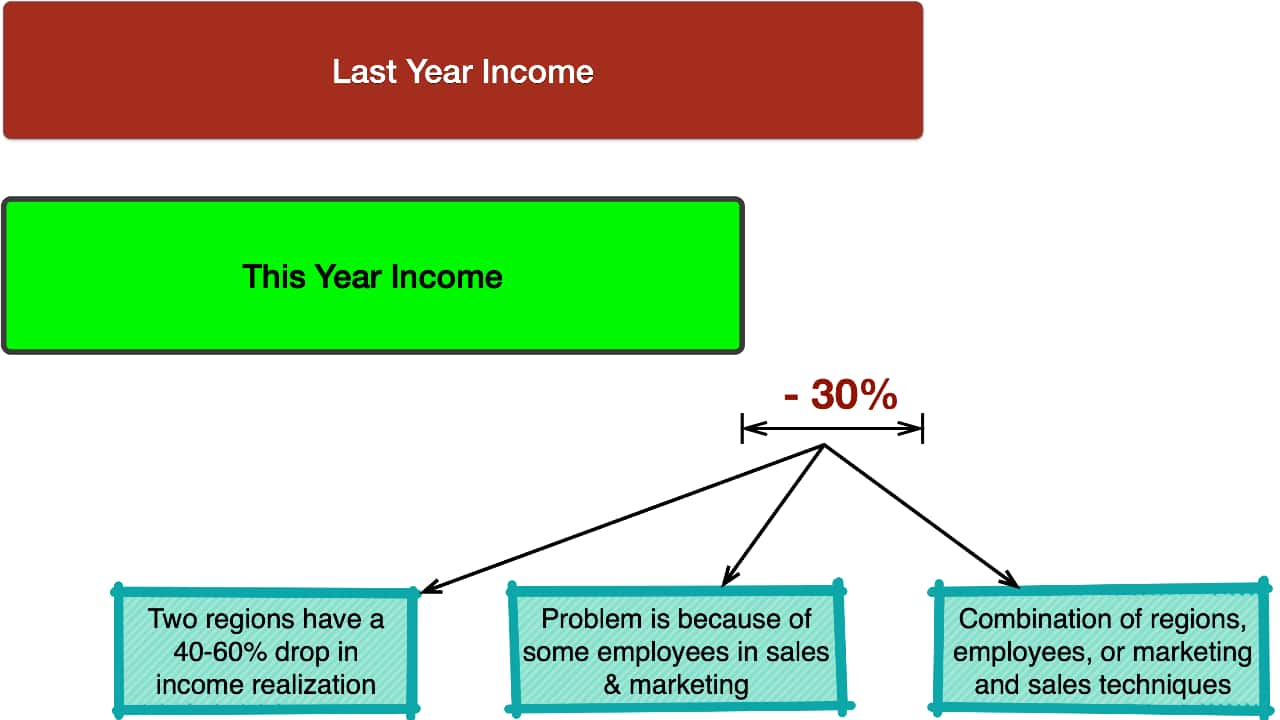 Last Year Income
This Year Income
- 30%
Two regions have a
40-60% drop in
income realization
Problem is because of
some employees in sales
& marketing
Combination of regions,
employees, or marketing
and sales techniques